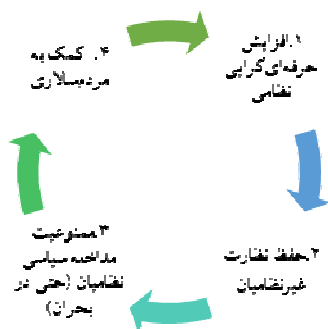 ۱.افزایش
حرفه‌ای‌گرایی
نظامی
۲.حفظ نظارت
غیرنظامیان
۳.ممنوعیت
مداخله سیاسی
نظامیان (حتی در
بحران)
۴. کمک به
مردم‌سالاری